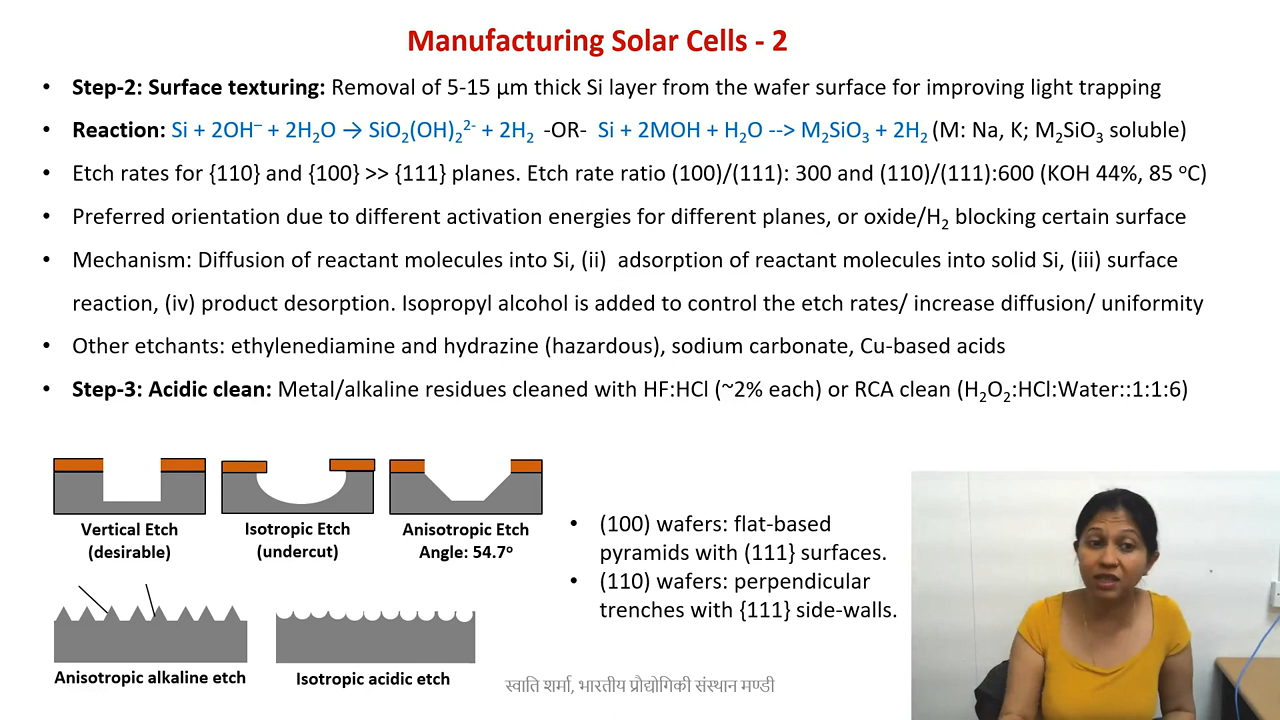 Manufacturing Solar Cells - 2
• Step-2: Surface texturing: Removal of 5-15 µm thick Si layer from the wafer surface for improving light trapping
• Reaction: Si + 2OH⁻ + 2H₂O → SiO₂(OH)₂²⁻ + 2H₂ -OR- Si + 2MOH + H₂O --> M₂SiO₃ + 2H₂ (M: Na, K; M₂SiO₃ soluble)
• Etch rates for {110} and {100} >> {111} planes. Etch rate ratio (100)/(111): 300 and (110)/(111):600 (KOH 44%, 85 ᵒC)
• Preferred orientation due to different activation energies for different planes, or oxide/H₂ blocking certain surface
• Mechanism: Diffusion of reactant molecules into Si, (ii) adsorption of reactant molecules into solid Si, (iii) surface
reaction, (iv) product desorption. Isopropyl alcohol is added to control the etch rates/ increase diffusion/ uniformity
• Other etchants: ethylenediamine and hydrazine (hazardous), sodium carbonate, Cu-based acids
• Step-3: Acidic clean: Metal/alkaline residues cleaned with HF:HCl (~2% each) or RCA clean (H₂O₂:HCl:Water::1:1:6)
Vertical Etch
(desirable)
Isotropic Etch
(undercut)
Anisotropic Etch
Angle: 54.7ᵒ
• (100) wafers: flat-based
pyramids with (111} surfaces.
• (110) wafers: perpendicular
trenches with {111} side-walls.
Anisotropic alkaline etch
Isotropic acidic etch
स्वाति शर्मा, भारतीय प्रौद्योगिकी संस्थान मण्डी